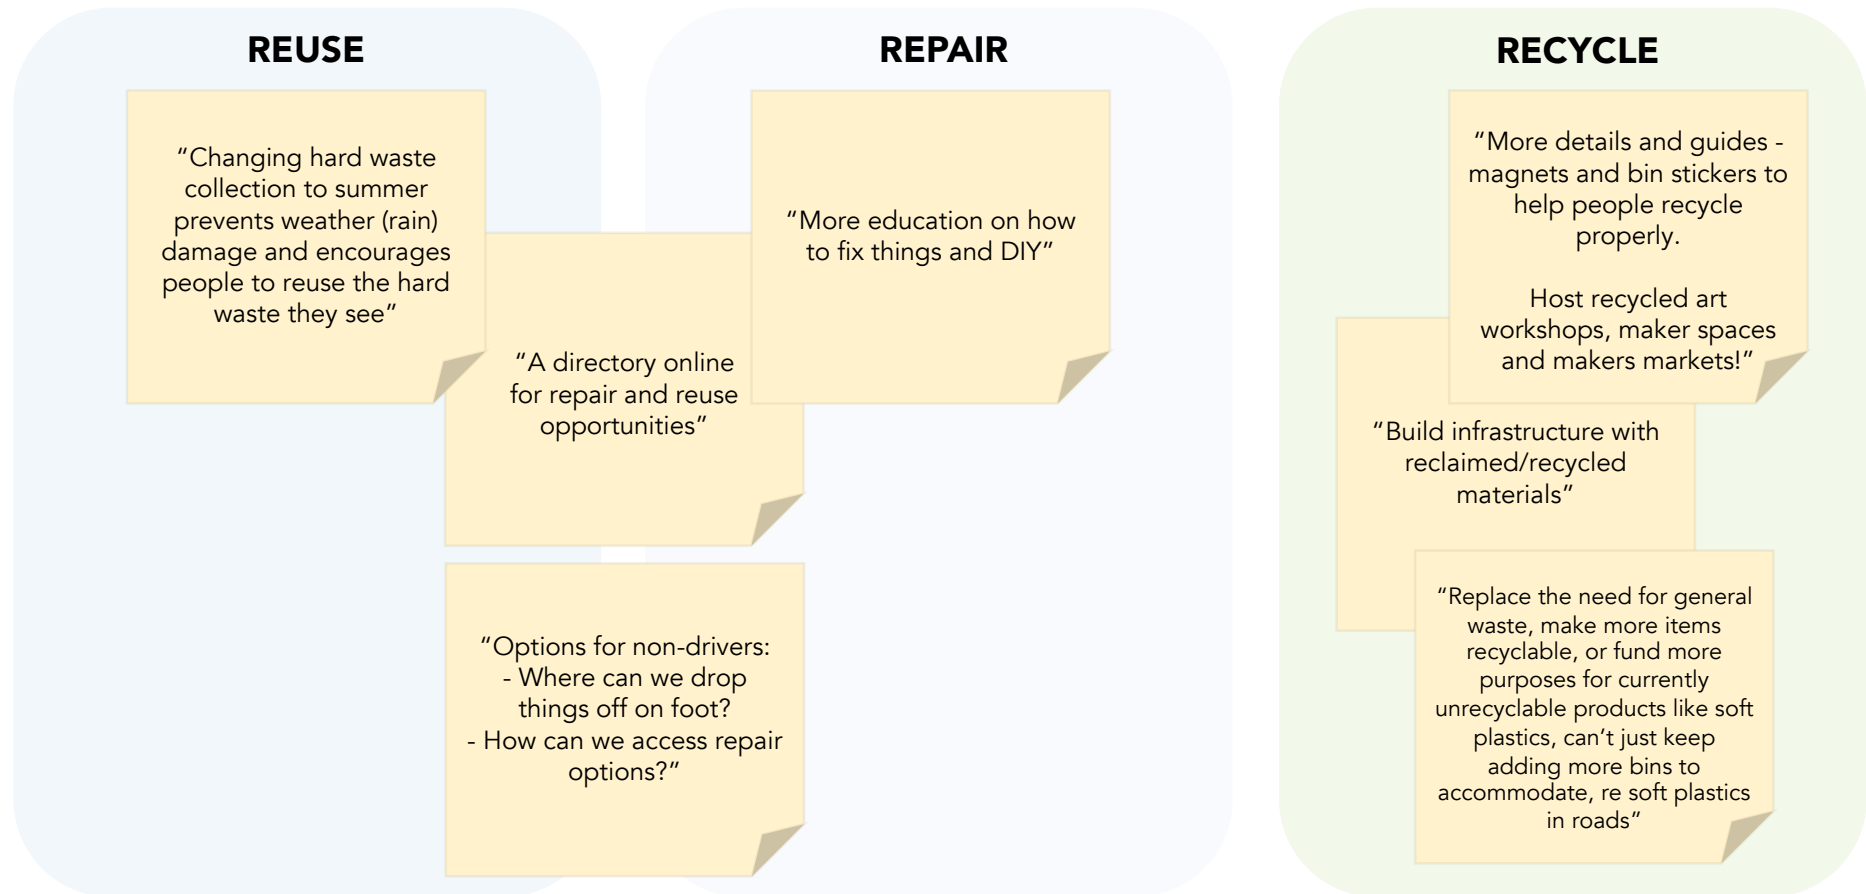 REUSE
“Changing hard waste
collection to summer
prevents weather (rain)
damage and encourages
people to reuse the hard
waste they see”
“A directory online
for repair and reuse
opportunities”
“Options for non-drivers:
- Where can we drop
things off on foot?
- How can we access repair
options?”
REPAIR
“More education on how
to fix things and DIY”
RECYCLE
“More details and guides -
magnets and bin stickers to
help people recycle
properly.
Host recycled art
workshops, maker spaces
and makers markets!”
“Build infrastructure with
reclaimed/recycled
materials”
“Replace the need for general
waste, make more items
recyclable, or fund more
purposes for currently
unrecyclable products like soft
plastics, can’t just keep
adding more bins to
accommodate, re soft plastics
in roads”